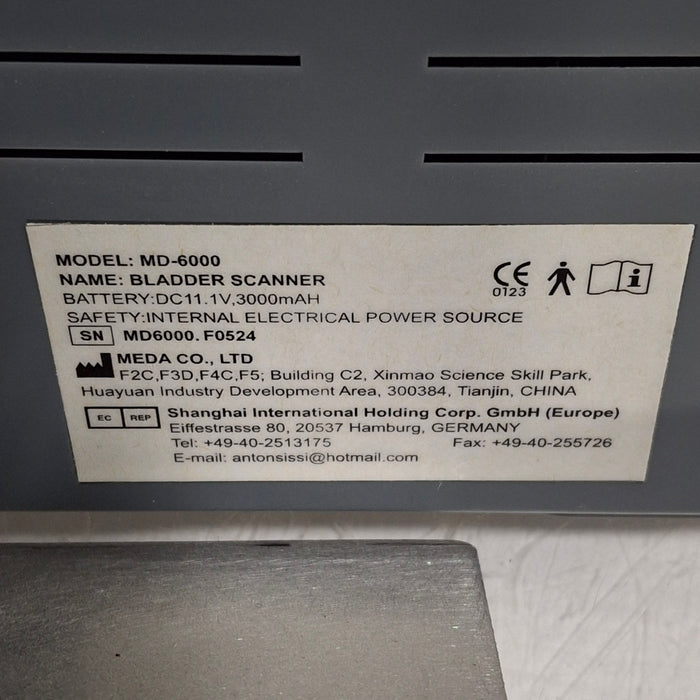 MODEL: MD-6000
NAME: BLADDER SCANNER
BATTERY:DC11.1V,3000mAH
SAFETY:INTERNAL ELECTRICAL POWER SOURCE
SN MD6000. F0524
MEDA CO., LTD
F2C,F3D,F4C,F5; Building C2, Xinmao Science Skill Park,
Huayuan Industry Development Area, 300384, Tianjin, CHINA
EC REP Shanghai International Holding Corp. GmbH (Europe)
Eiffestrasse 80, 20537 Hamburg, GERMANY
Tel: +49-40-2513175 Fax: +49-40-255726
E-mail: antonsissi@hotmail.com
CE
0123
i